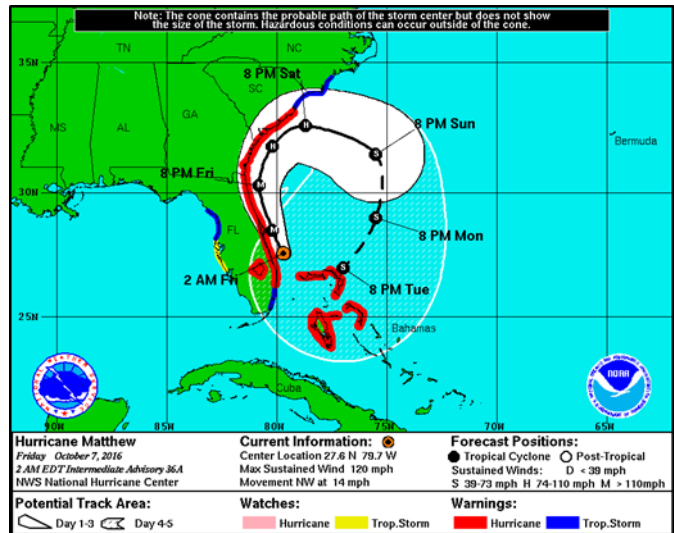 Note: The cone contains the probable path of the storm center but does not show
the size of the storm. Hazardous conditions can occur outside of the cone.
35N
TN
NC
8 PM Sat
SC
MS
AL
GA
8 PM Sun
Bermuda
H
H
S
8 PM Fri
M
30N
S
FL
M
8 PM Mon
2 AM Fri
S
8 PM Tue
25N
Bahamas
Cuba
NOAA
90W
85W
80W
75W
70W
65W
Hurricane Matthew
Friday October 7, 2016
2 AM EDT Intermediate Advisory 36A
NWS National Hurricane Center
Current Information:
Center Location 27.6 N 79.7 W
Max Sustained Wind 120 mph
Movement NW at 14 mph
Forecast Positions:
Tropical Cyclone Post-Tropical
Sustained Winds: D < 39 mph
S 39-73 mph H 74-110 mph M > 110mph
Potential Track Area:
Day 1-3 Day 4-5
Watches:
Hurricane Trop.Storm
Warnings:
Hurricane Trop.Storm